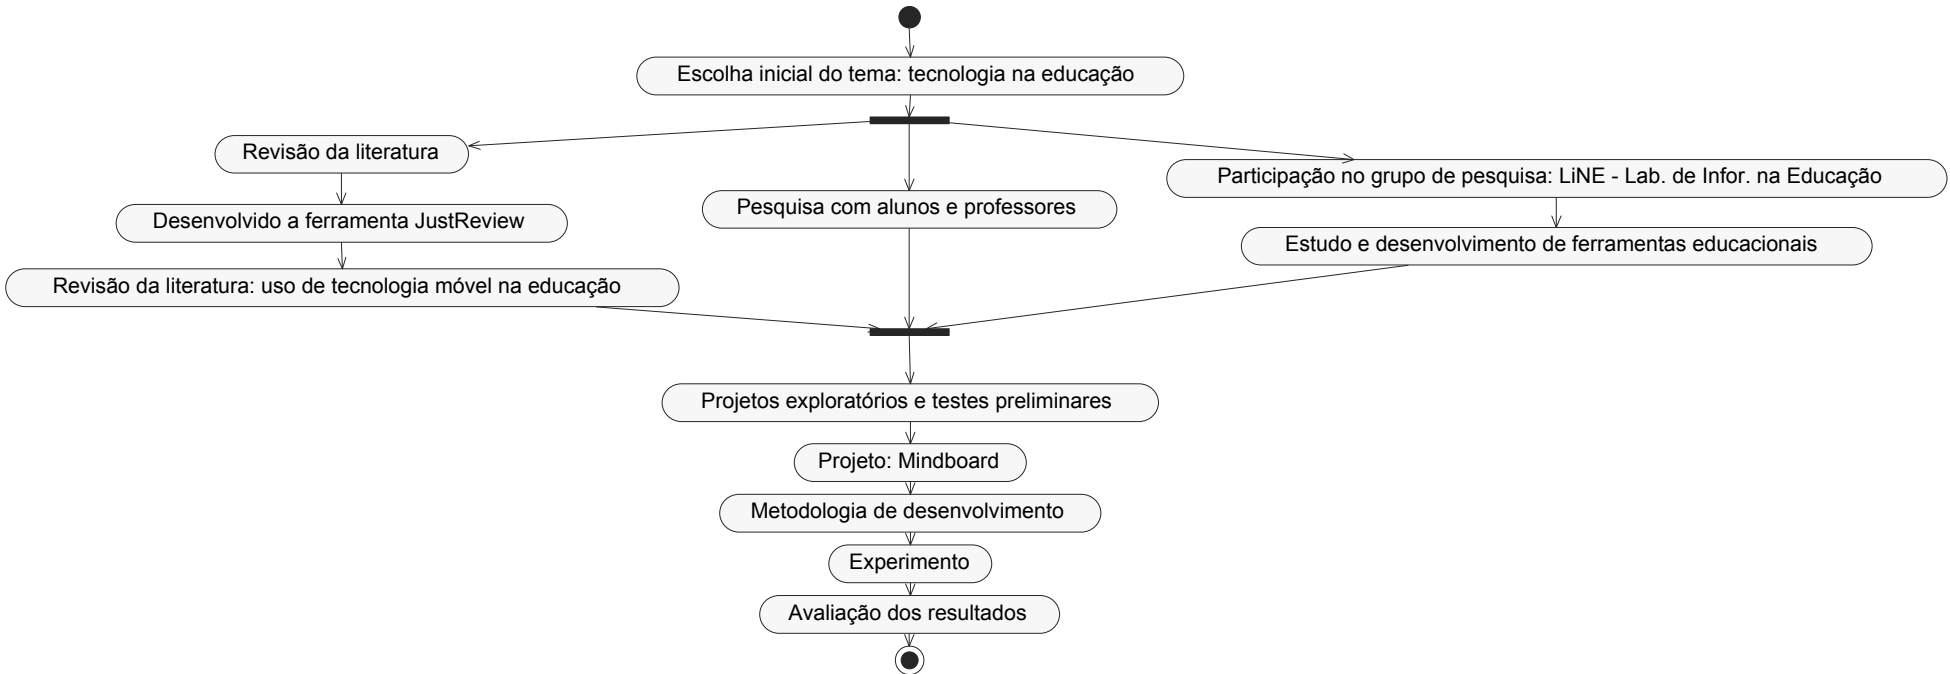 Escolha inicial do tema: tecnologia na educação
Revisão da literatura
Desenvolvido a ferramenta JustReview
Revisão da literatura: uso de tecnologia móvel na educação
Pesquisa com alunos e professores
Participação no grupo de pesquisa: LiNE - Lab. de Infor. na Educação
Estudo e desenvolvimento de ferramentas educacionais
Projetos exploratórios e testes preliminares
Projeto: Mindboard
Metodologia de desenvolvimento
Experimento
Avaliação dos resultados